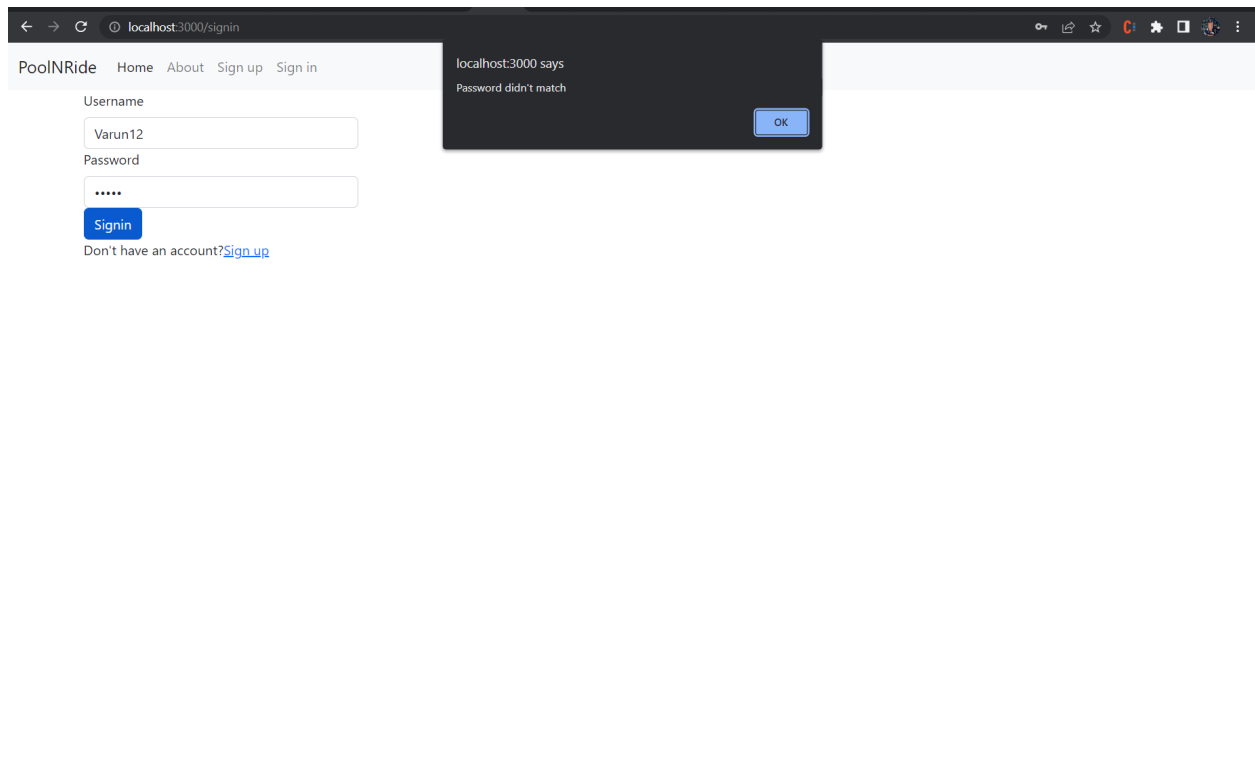 localhost:3000/signin
PoolNRide Home About Sign up Sign in
localhost:3000 says
Password didn't match
OK
Username
Varun12
Password
•••••
Signin
Don't have an account?Sign up